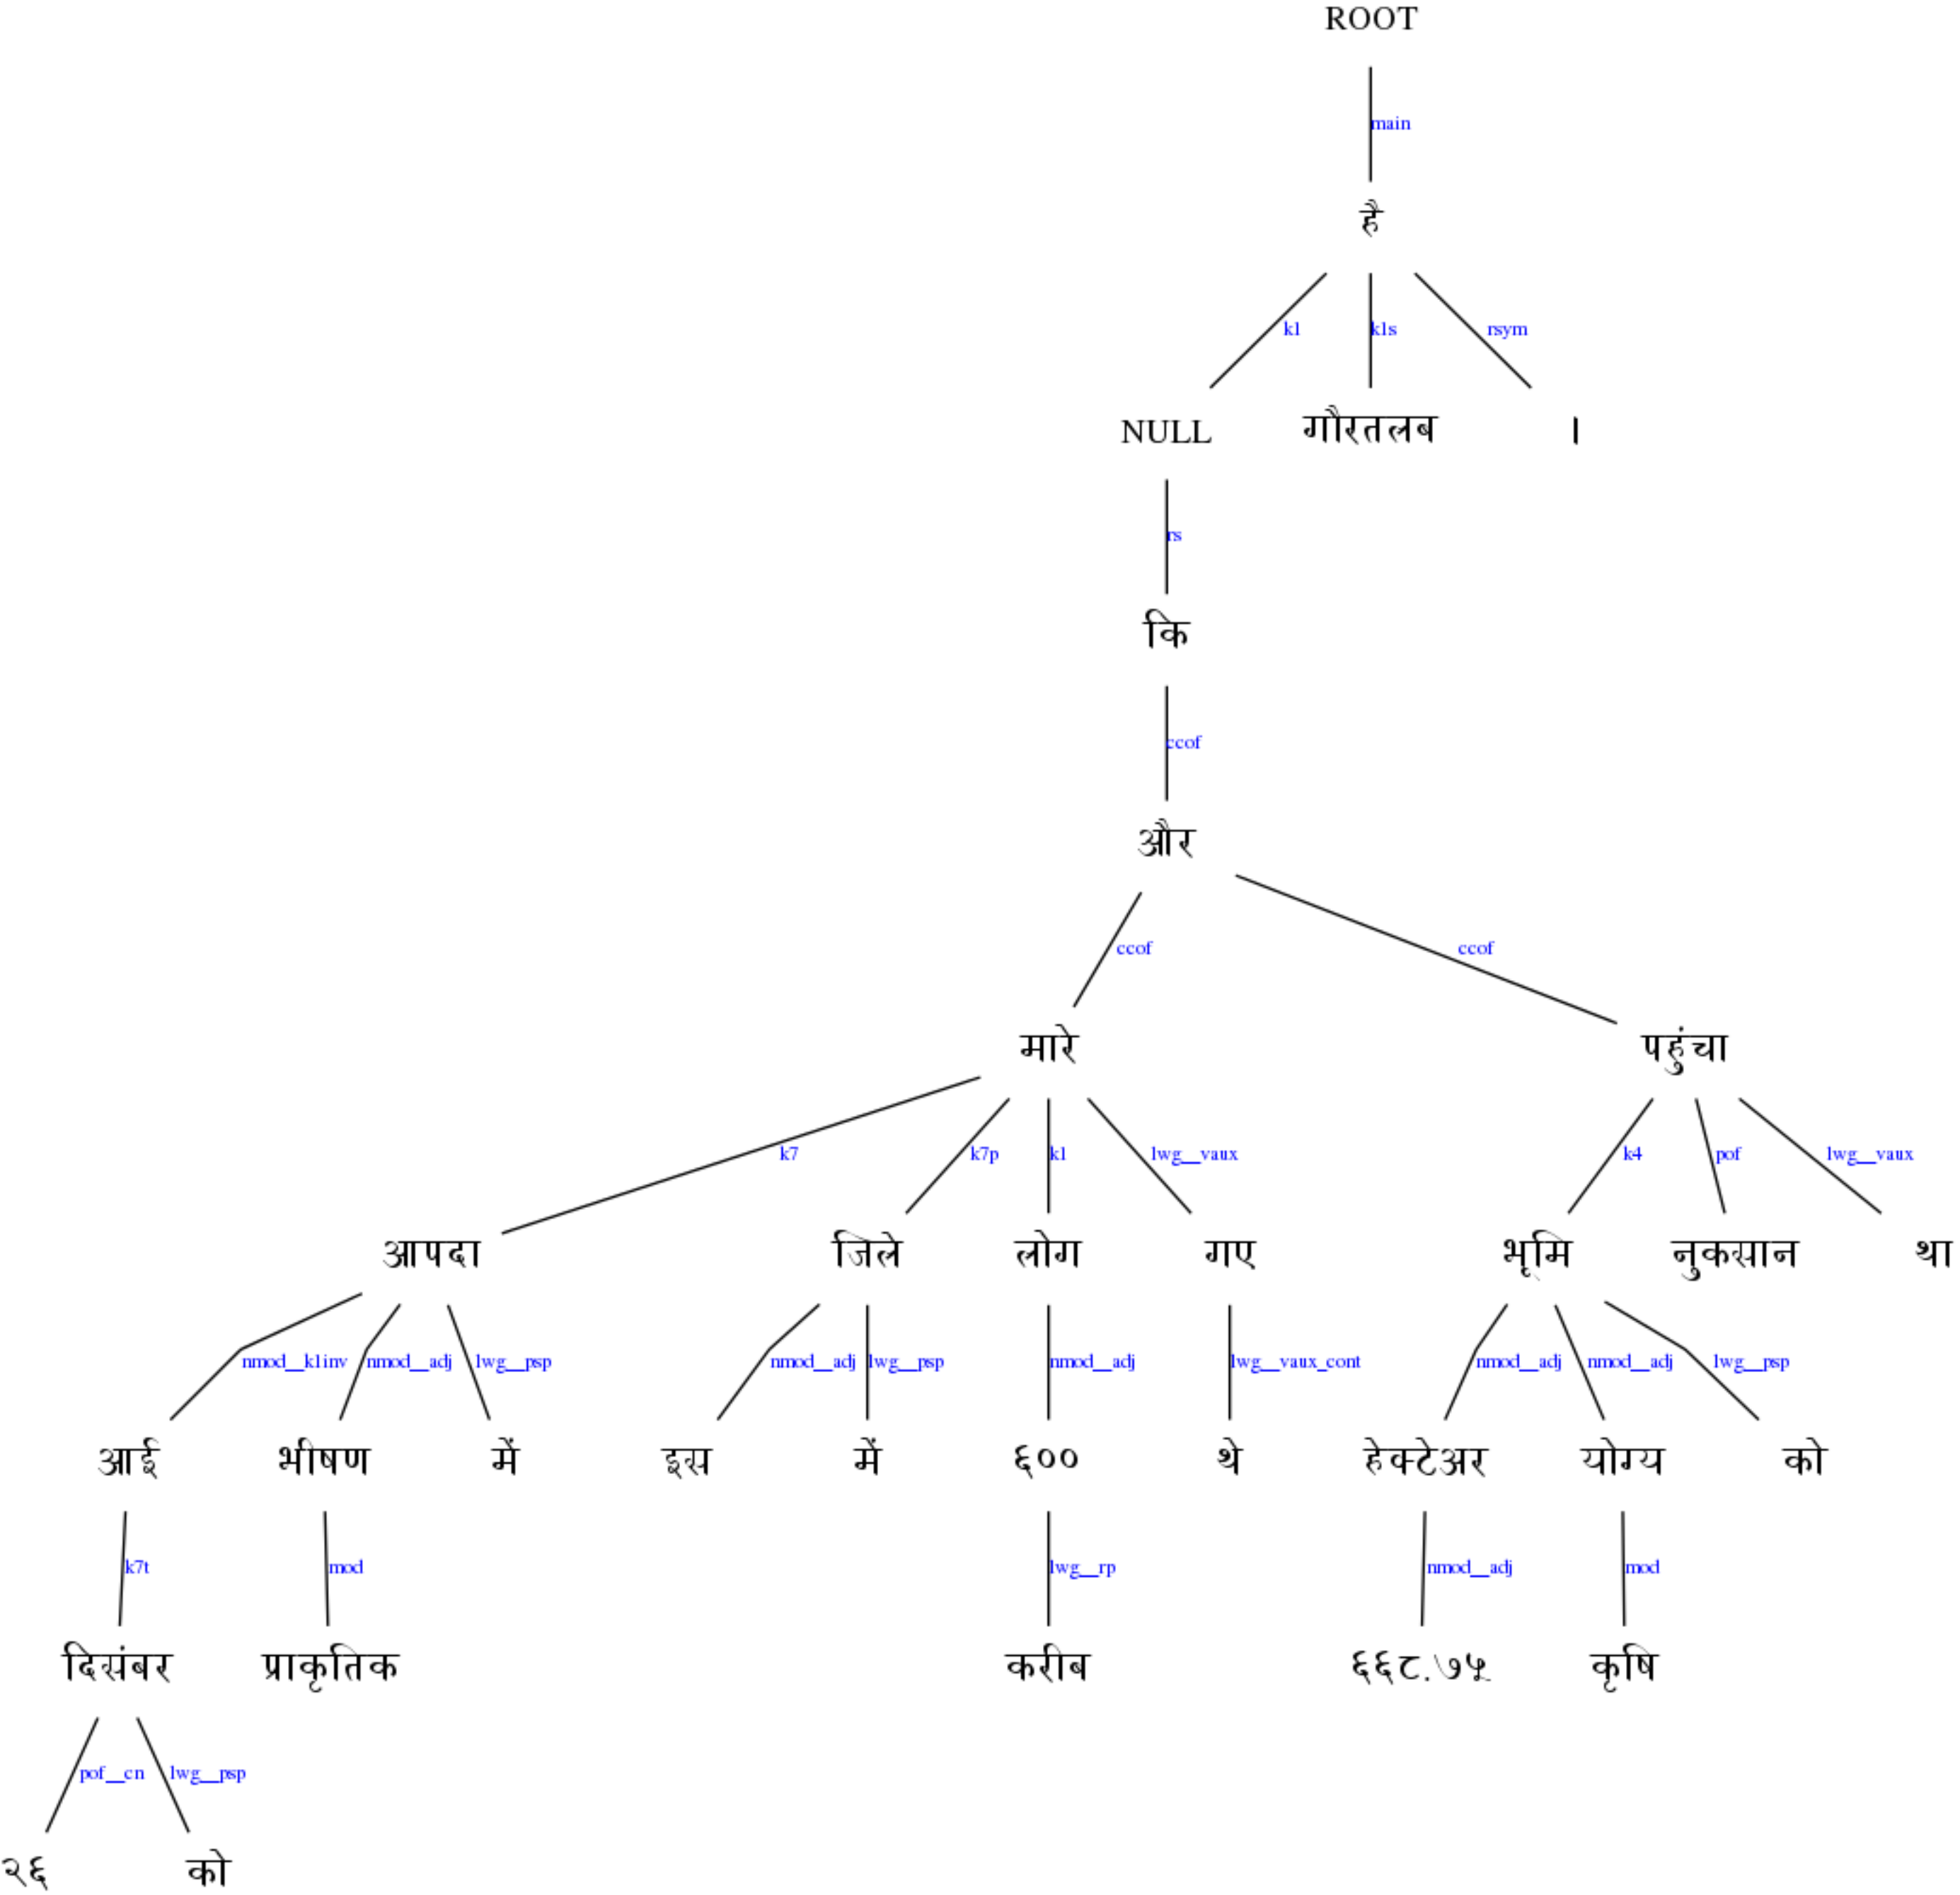 ROOT
main
है
k1 k1s rsym
NULL गौरतलब ।
rs
कि
ccof
और
ccof ccof
मारे पहुंचा
k7 k7p k1 lwg__vaux k4 pof lwg__vaux
आपदा जिले लोग गए भूमि नुकसान था
nmod__k1inv nmod__adj lwg__psp nmod__adj lwg__psp nmod__adj lwg__vaux_cont nmod__adj nmod__adj lwg__psp
आई भीषण में इस में ६०० थे हेक्टेअर योग्य को
k7t mod lwg__rp nmod__adj mod
दिसंबर प्राकृतिक करीब ६६८.७५ कृषि
pof__cn lwg__psp
२६ को